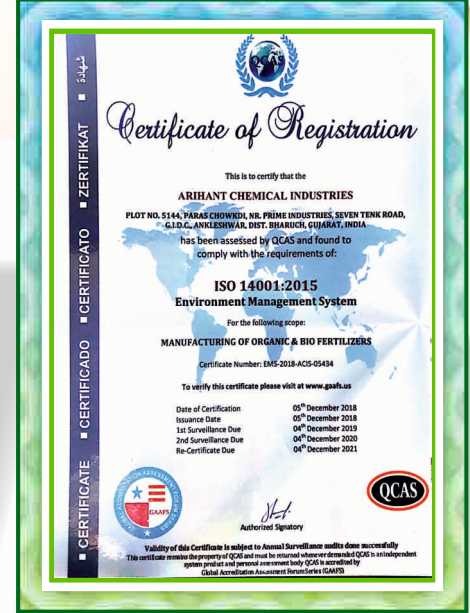 QCAS
Certificate of Registration
This is to certify that the
ARIHANT CHEMICAL INDUSTRIES
PLOT NO. 5144, PARAS CHOWKDI, NR. PRIME INDUSTRIES, SEVEN TENK ROAD,
G.I.D.C., ANKLESHWAR, DIST. BHARUCH, GUJARAT, INDIA
has been assessed by QCAS and found to
comply with the requirements of:
ISO 14001:2015
Environment Management System
For the following scope:
MANUFACTURING OF ORGANIC & BIO FERTILIZERS
Certificate Number: EMS-2018-ACIS-05434
To verify this certificate please visit at www.gaafs.us
Date of Certification 05th December 2018
Issuance Date 05th December 2018
1st Surveillance Due 04th December 2019
2nd Surveillance Due 04th December 2020
Re-Certificate Due 04th December 2021
GLOBAL ACCREDITATION ASSESSMENT FORUM SERIES
GAAFS
QCAS
Authorized Signatory
Validity of this Certificate is subject to Annual Surveillance audits done successfully
This certificate remains the property of QCAS and must be returned whenever demanded QCAS is an independent
system product and personal assessment body QCAS is accredited by
Global Accreditation Assessment Forum Series (GAAFS)
CERTIFICATE ■ CERTIFICADO ■ CERTIFICATO ■ ZERTIFIKAT ■ شهادة